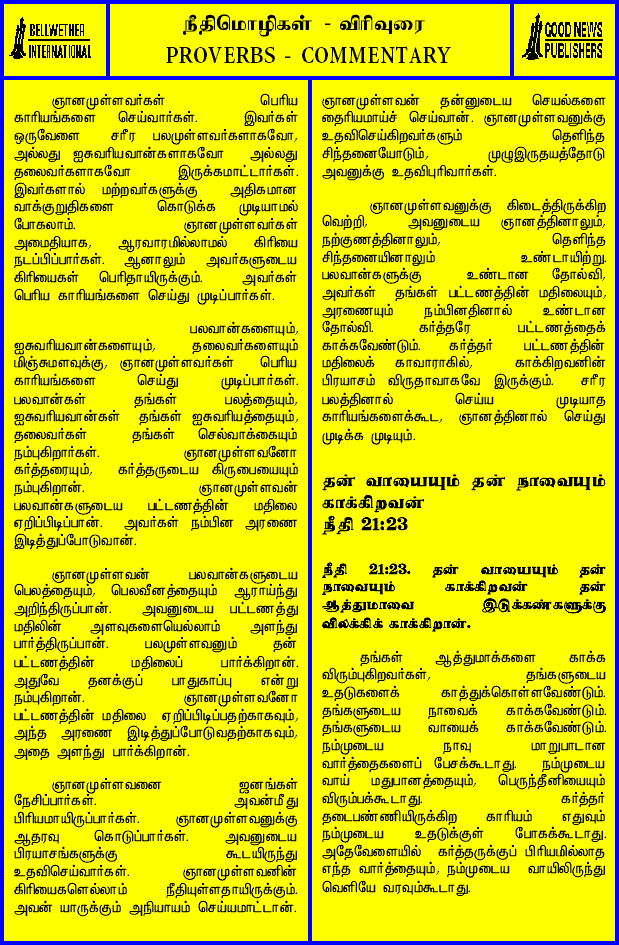 BELLWETHER
INTERNATIONAL
நீதிமொழிகள் - விரிவுரை
PROVERBS - COMMENTARY
GOOD NEWS
PUBLISHERS
ஞானமுள்ளவர்கள் பெரிய
காரியங்களை செய்வார்கள். இவர்கள்
ஒருவேளை சரீர பலமுள்ளவர்களாகவோ,
அல்லது ஐசுவரியவான்களாகவோ அல்லது
தலைவர்களாகவோ இருக்கமாட்டார்கள்.
இவர்களால் மற்றவர்களுக்கு அதிகமான
வாக்குறுதிகளை கொடுக்க முடியாமல்
போகலாம். ஞானமுள்ளவர்கள்
அமைதியாக, ஆரவாரமில்லாமல் கிரியை
நடப்பிப்பார்கள். ஆனாலும் அவர்களுடைய
கிரியைகள் பெரிதாயிருக்கும். அவர்கள்
பெரிய காரியங்களை செய்து முடிப்பார்கள்.
பலவான்களையும்,
ஐசுவரியவான்களையும், தலைவர்களையும்
மிஞ்சுமளவுக்கு, ஞானமுள்ளவர்கள் பெரிய
காரியங்களை செய்து முடிப்பார்கள்.
பலவான்கள் தங்கள் பலத்தையும்,
ஐசுவரியவான்கள் தங்கள் ஐசுவரியத்தையும்,
தலைவர்கள் தங்கள் செல்வாக்கையும்
நம்புகிறார்கள். ஞானமுள்ளவனோ
கர்த்தரையும், கர்த்தருடைய கிருபையையும்
நம்புகிறான். ஞானமுள்ளவன்
பலவான்களுடைய பட்டணத்தின் மதிலை
ஏறிப்பிடிப்பான். அவர்கள் நம்பின அரணை
இடித்துப்போடுவான்.
ஞானமுள்ளவன் பலவான்களுடைய
பெலத்தையும், பெலவீனத்தையும் ஆராய்ந்து
அறிந்திருப்பான். அவனுடைய பட்டணத்து
மதிலின் அளவுகளையெல்லாம் அளந்து
பார்த்திருப்பான். பலமுள்ளவனும் தன்
பட்டணத்தின் மதிலைப் பார்க்கிறான்.
அதுவே தனக்குப் பாதுகாப்பு என்று
நம்புகிறான். ஞானமுள்ளவனோ
பட்டணத்தின் மதிலை ஏறிப்பிடிப்பதற்காகவும்,
அந்த அரணை இடித்துப்போடுவதற்காகவும்,
அதை அளந்து பார்க்கிறான்.
ஞானமுள்ளவனை ஜனங்கள்
நேசிப்பார்கள். அவன்மீது
பிரியமாயிருப்பார்கள். ஞானமுள்ளவனுக்கு
ஆதரவு கொடுப்பார்கள். அவனுடைய
பிரயாசங்களுக்கு கூடயிருந்து
உதவிசெய்வார்கள். ஞானமுள்ளவனின்
கிரியைகளெல்லாம் நீதியுள்ளதாயிருக்கும்.
அவன் யாருக்கும் அநியாயம் செய்யமாட்டான்.
ஞானமுள்ளவன் தன்னுடைய செயல்களை
தைரியமாய்ச் செய்வான். ஞானமுள்ளவனுக்கு
உதவிசெய்கிறவர்களும் தெளிந்த
சிந்தனையோடும், முழுஇருதயத்தோடு
அவனுக்கு உதவிபுரிவார்கள்.
ஞானமுள்ளவனுக்கு கிடைத்திருக்கிற
வெற்றி, அவனுடைய ஞானத்தினாலும்,
நற்குணத்தினாலும், தெளிந்த
சிந்தனையினாலும் உண்டாயிற்று.
பலவான்களுக்கு உண்டான தோல்வி,
அவர்கள் தங்கள் பட்டணத்தின் மதிலையும்,
அரணையும் நம்பினதினால் உண்டான
தோல்வி. கர்த்தரே பட்டணத்தைக்
காக்கவேண்டும். கர்த்தர் பட்டணத்தின்
மதிலைக் காவாராகில், காக்கிறவனின்
பிரயாசம் விருதாவாகவே இருக்கும். சரீர
பலத்தினால் செய்ய முடியாத
காரியங்களைக்கூட, ஞானத்தினால் செய்து
முடிக்க முடியும்.
தன் வாயையும் தன் நாவையும்
காக்கிறவன்
நீதி 21:23
நீதி 21:23. தன் வாயையும் தன்
நாவையும் காக்கிறவன் தன்
ஆத்துமாவை இடுக்கண்களுக்கு
விலக்கிக் காக்கிறான்.
தங்கள் ஆத்துமாக்களை காக்க
விரும்புகிறவர்கள், தங்களுடைய
உதடுகளைக் காத்துக்கொள்ளவேண்டும்.
தங்களுடைய நாவைக் காக்கவேண்டும்.
தங்களுடைய வாயைக் காக்கவேண்டும்.
நம்முடைய நாவு மாறுபாடான
வார்த்தைகளைப் பேசக்கூடாது. நம்முடைய
வாய் மதுபானத்தையும், பெருந்தீனியையும்
விரும்பக்கூடாது. கர்த்தர்
தடைபண்ணியிருக்கிற காரியம் எதுவும்
நம்முடைய உதடுக்குள் போகக்கூடாது.
அதேவேளையில் கர்த்தருக்குப் பிரியமில்லாத
எந்த வார்த்தையும், நம்முடைய வாயிலிருந்து
வெளியே வரவும்கூடாது.